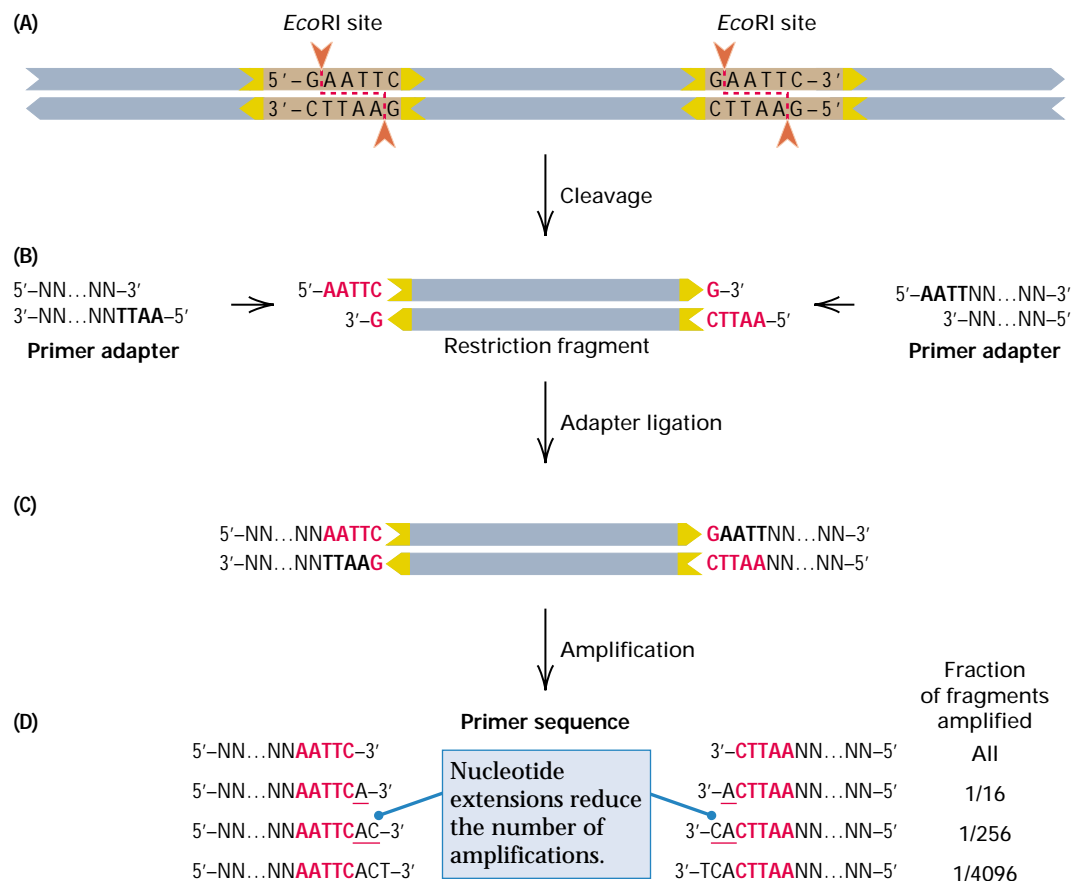 (A)
EcoRI site
EcoRI site
5′–GAATTC
GAATTC–3′
3′–CTTAAG
CTTAAG–5′
Cleavage
(B)
5′–NN...NN–3′
3′–NN...NNTTAA–5′
Primer adapter
5′–AATTC
G–3′
3′–G
CTTAA–5′
Restriction fragment
5′–AATTNN...NN–3′
3′–NN...NN–5′
Primer adapter
Adapter ligation
(C)
5′–NN...NNAATTC
GAATTNN...NN–3′
3′–NN...NNTTAAG
CTTAANN...NN–5′
Amplification
(D)
Primer sequence
Fraction
of fragments
amplified
5′–NN...NNAATTC–3′
3′–CTTAANN...NN–5′
All
5′–NN...NNAATTCA–3′
3′–ACTTAANN...NN–5′
1/16
5′–NN...NNAATTCAC–3′
3′–CACTTAANN...NN–5′
1/256
5′–NN...NNAATTCACT–3′
3′–TCACTTAANN...NN–5′
1/4096
Nucleotide
extensions reduce
the number of
amplifications.